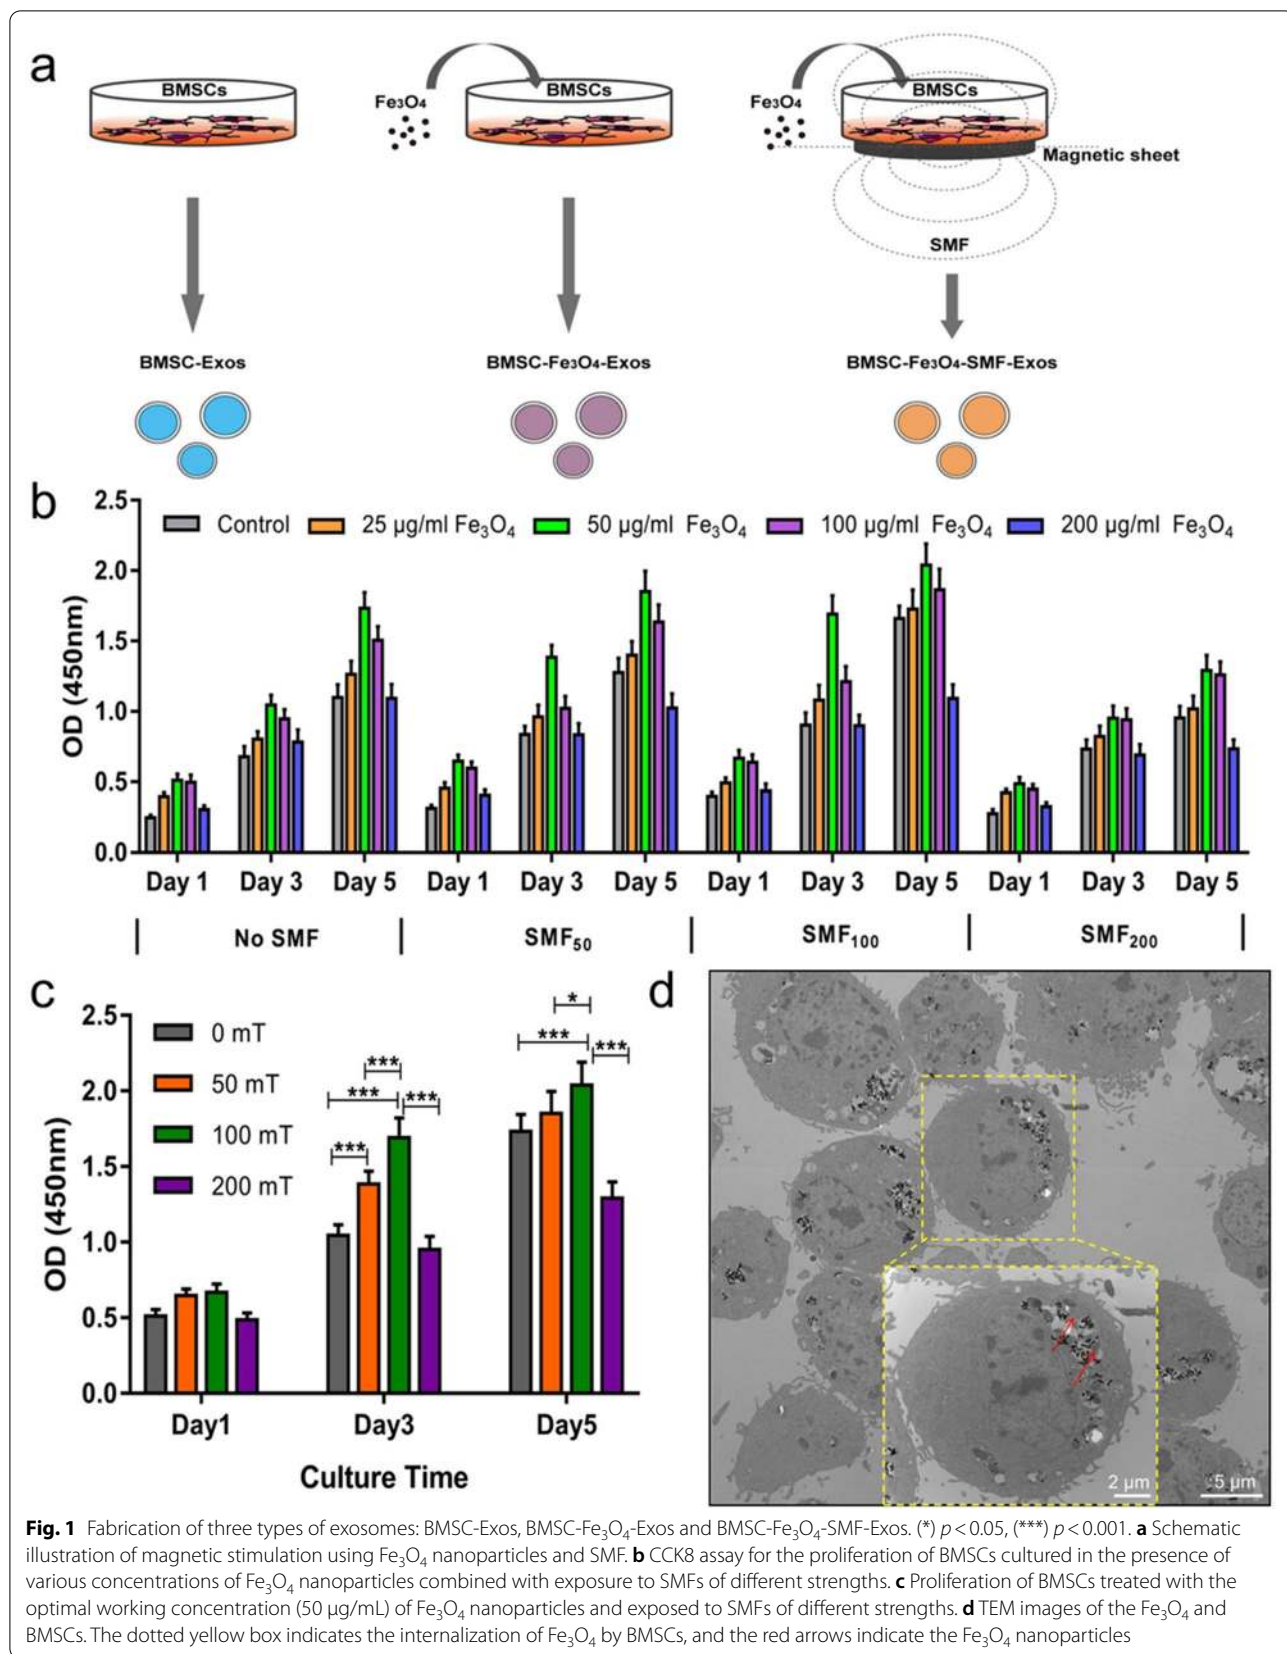 a
BMSCs
BMSCs
BMSCs
Fe₃O₄
Fe₃O₄
Magnetic sheet
SMF
BMSC-Exos
BMSC-Fe₃O₄-Exos
BMSC-Fe₃O₄-SMF-Exos
b
OD (450nm)
2.5
2.0
1.5
1.0
0.5
0.0
Control
25 µg/ml Fe₃O₄
50 µg/ml Fe₃O₄
100 µg/ml Fe₃O₄
200 µg/ml Fe₃O₄
Day 1 Day 3 Day 5 Day 1 Day 3 Day 5 Day 1 Day 3 Day 5 Day 1 Day 3 Day 5
No SMF
SMF₅₀
SMF₁₀₀
SMF₂₀₀
c
OD (450nm)
2.5
2.0
1.5
1.0
0.5
0.0
0 mT
50 mT
100 mT
200 mT
***
***
***
***
*
***
***
Day1 Day3 Day5
Culture Time
d
2 µm
5 µm
Fig. 1 Fabrication of three types of exosomes: BMSC-Exos, BMSC-Fe₃O₄-Exos and BMSC-Fe₃O₄-SMF-Exos. (*) p < 0.05, (***) p < 0.001. a Schematic
illustration of magnetic stimulation using Fe₃O₄ nanoparticles and SMF. b CCK8 assay for the proliferation of BMSCs cultured in the presence of
various concentrations of Fe₃O₄ nanoparticles combined with exposure to SMFs of different strengths. c Proliferation of BMSCs treated with the
optimal working concentration (50 µg/mL) of Fe₃O₄ nanoparticles and exposed to SMFs of different strengths. d TEM images of the Fe₃O₄ and
BMSCs. The dotted yellow box indicates the internalization of Fe₃O₄ by BMSCs, and the red arrows indicate the Fe₃O₄ nanoparticles